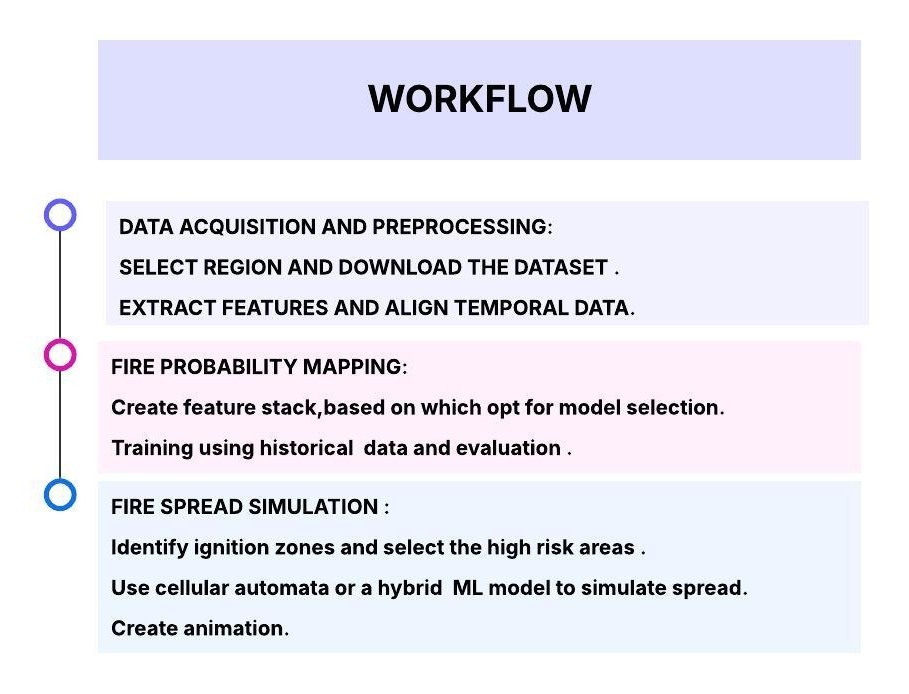 WORKFLOW
DATA ACQUISITION AND PREPROCESSING:
SELECT REGION AND DOWNLOAD THE DATASET .
EXTRACT FEATURES AND ALIGN TEMPORAL DATA.
FIRE PROBABILITY MAPPING:
Create feature stack,based on which opt for model selection.
Training using historical  data and evaluation .
FIRE SPREAD SIMULATION :
Identify ignition zones and select the high risk areas .
Use cellular automata or a hybrid  ML model to simulate spread.
Create animation.